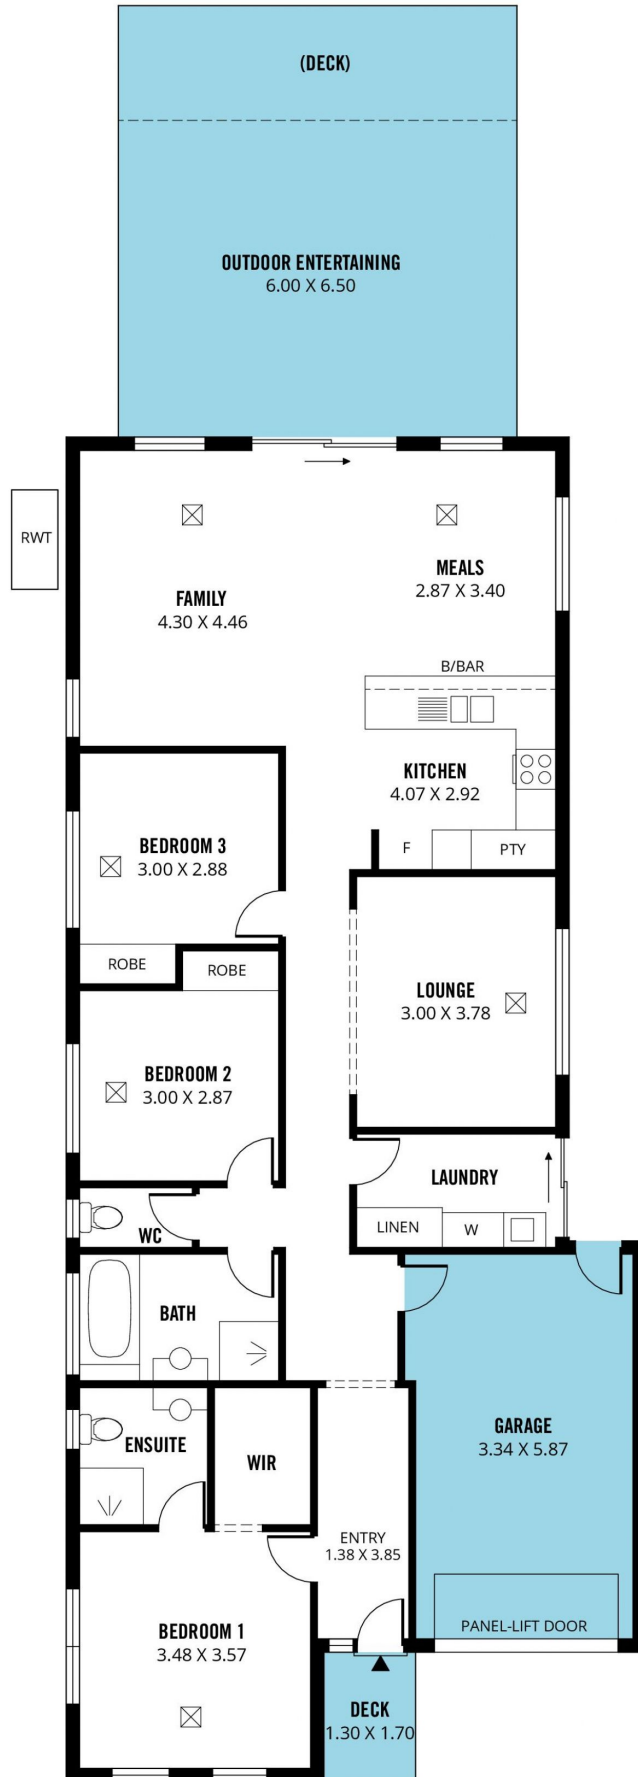 (DECK)
OUTDOOR ENTERTAINING
6.00 X 6.50
RWT
FAMILY
4.30 X 4.46
MEALS
2.87 X 3.40
B/BAR
KITCHEN
4.07 X 2.92
F
PTY
BEDROOM 3
3.00 X 2.88
ROBE
ROBE
LOUNGE
3.00 X 3.78
BEDROOM 2
3.00 X 2.87
LAUNDRY
LINEN
W
WC
BATH
GARAGE
3.34 X 5.87
ENSUITE
WIR
ENTRY
1.38 X 3.85
PANEL-LIFT DOOR
BEDROOM 1
3.48 X 3.57
DECK
1.30 X 1.70